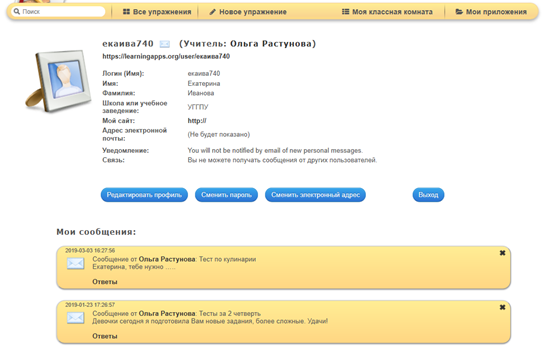 Поиск Все упражнения Новое упражнение Моя классная комната Мои приложения
екаива740 (Учитель: Ольга Растунова)
https://learningapps.org/user/екаива740
Логин (Имя): екаива740
Имя: Екатерина
Фамилия: Иванова
Школа или учебное
заведение: УГГПУ
Мой сайт: http://
Адрес электронной
почты: (Не будет показано)
Уведомление: You will not be notified by email of new personal messages.
Связь: Вы не можете получать сообщения от других пользователей.
Редактировать профиль Сменить пароль Сменить электронный адрес Выход
Мои сообщения:
2019-03-03 16:27:56
Сообщение от Ольга Растунова: Тест по кулинарии
Екатерина, тебе нужно .....
Ответы
2019-01-23 17:26:57
Сообщение от Ольга Растунова: Тесты за 2 четверть
Девочки сегодня я подготовила Вам новые задания, более сложные. Удачи!
Ответы